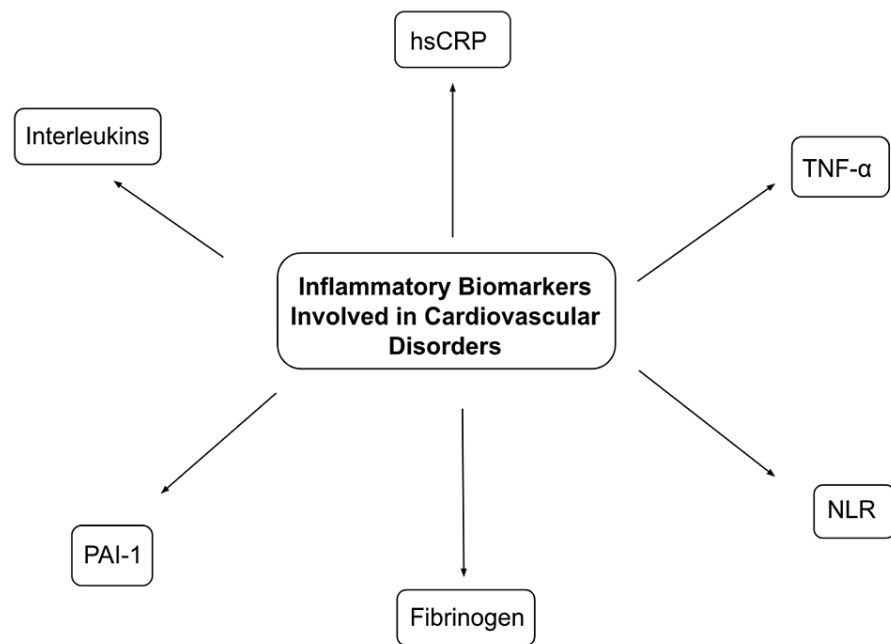 hsCRP
Interleukins
TNF-α
Inflammatory Biomarkers
Involved in Cardiovascular
Disorders
NLR
PAI-1
Fibrinogen